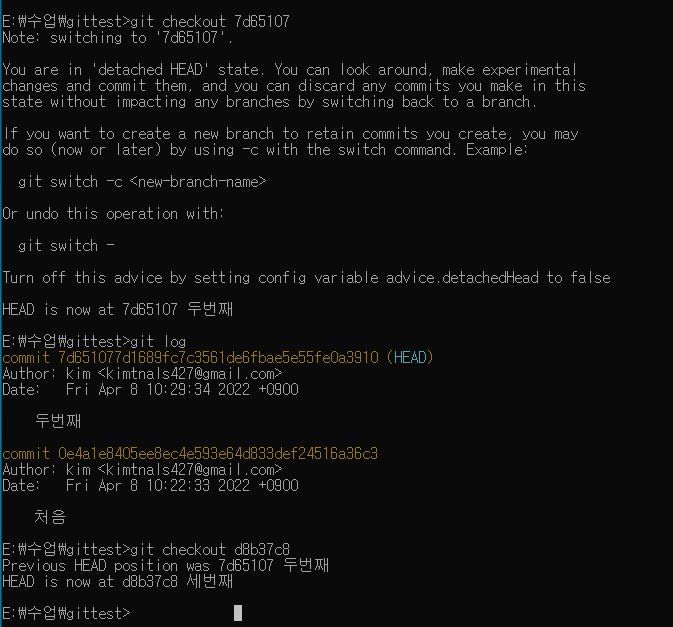 E:\수업\gittest>git checkout 7d65107
Note: switching to '7d65107'.
You are in 'detached HEAD' state. You can look around, make experimental
changes and commit them, and you can discard any commits you make in this
state without impacting any branches by switching back to a branch.
If you want to create a new branch to retain commits you create, you may
do so (now or later) by using -c with the switch command. Example:
git switch -c <new-branch-name>
Or undo this operation with:
git switch -
Turn off this advice by setting config variable advice.detachedHead to false
HEAD is now at 7d65107 두번째
E:\수업\gittest>git log
commit 7d651077d1689fc7c3561de6fbae5e55fe0a3910 (HEAD)
Author: kim <kimtnals427@gmail.com>
Date:   Fri Apr 8 10:29:34 2022 +0900
두번째
commit 0e4a1e8405ee8ec4e593e64d833def24516a36c3
Author: kim <kimtnals427@gmail.com>
Date:   Fri Apr 8 10:22:33 2022 +0900
처음
E:\수업\gittest>git checkout d8b37c8
Previous HEAD position was 7d65107 두번째
HEAD is now at d8b37c8 세번째
E:\수업\gittest>